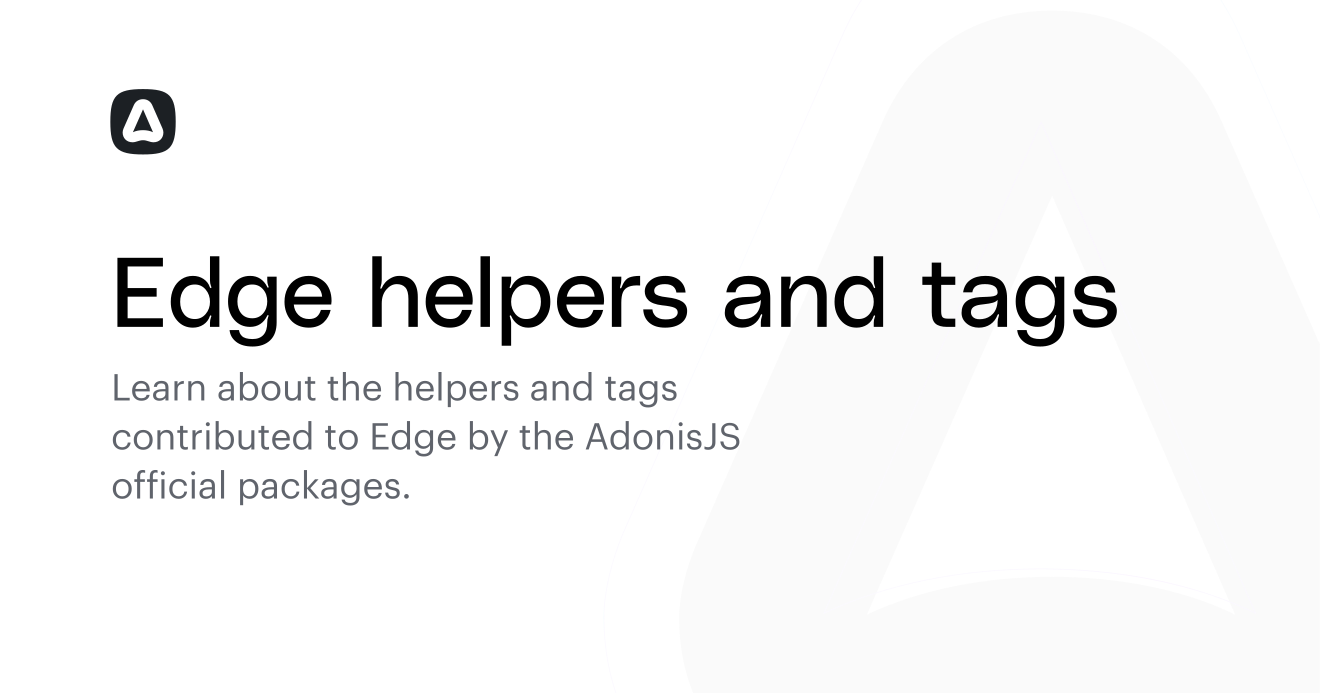 Edge helpers and tags
Learn about the helpers and tags
contributed to Edge by the AdonisJS
official packages.